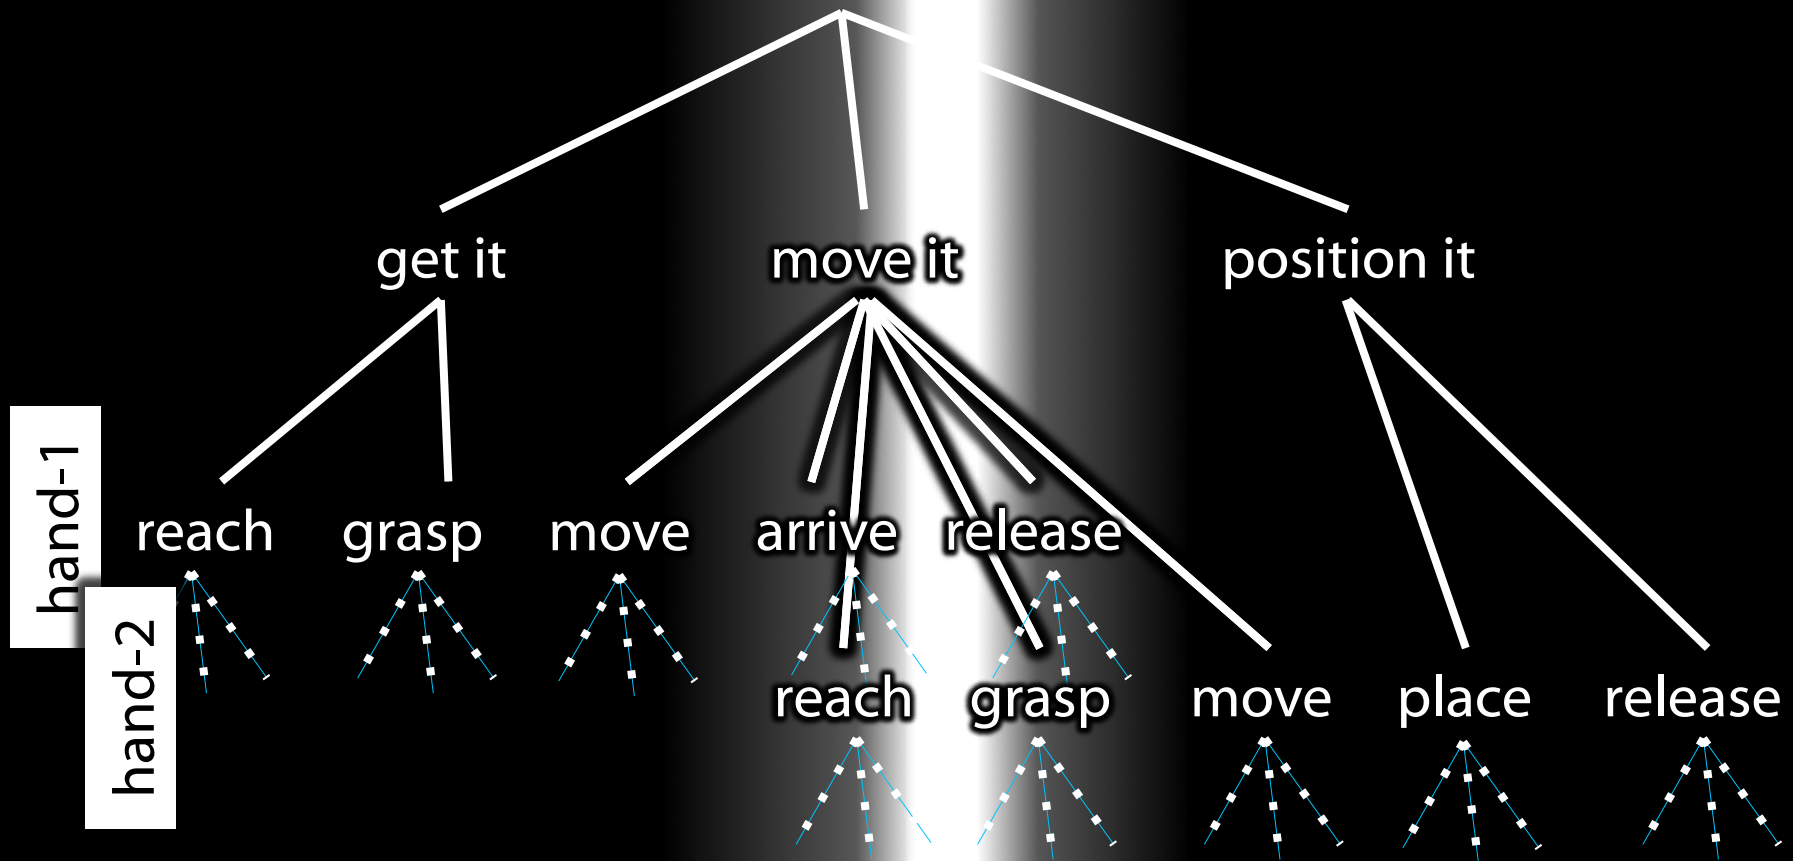 get it move it position it
hand-1
reach grasp move arrive release
hand-2
reach grasp move place release